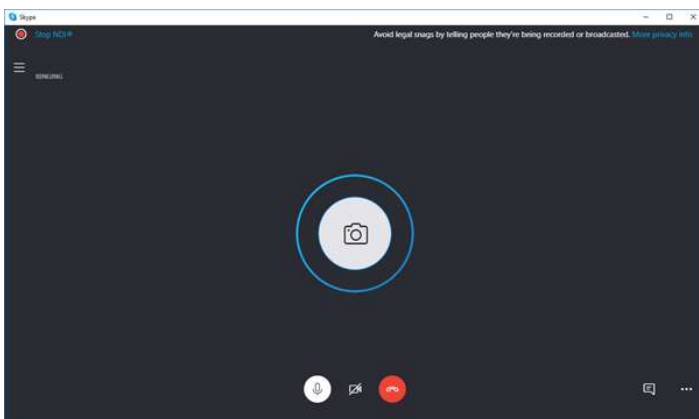 Skype
Stop NDI®
Avoid legal snags by telling people they're being recorded or broadcasted. More privacy info
RINGING